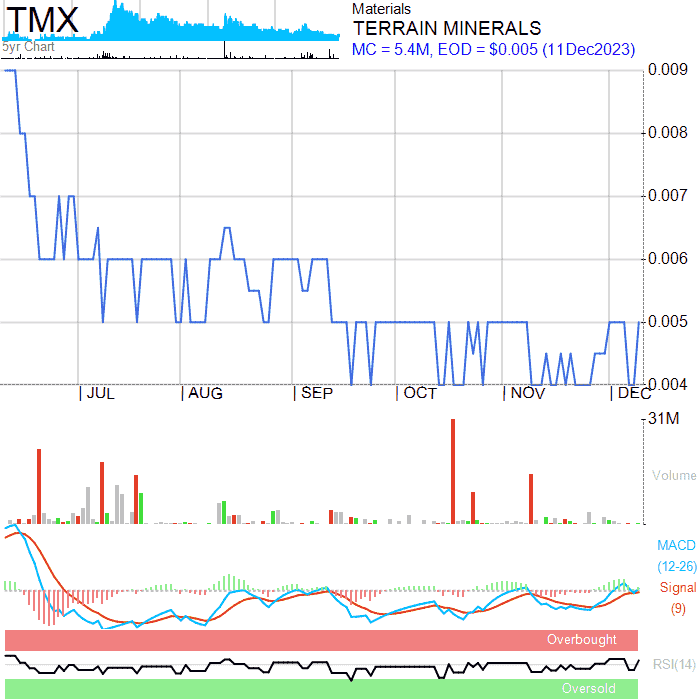 TMX
5yr Chart
Materials
TERRAIN MINERALS
MC = 5.4M, EOD = $0.005 (11Dec2023)
0.009
0.008
0.007
0.006
0.005
0.004
JUL
AUG
SEP
OCT
NOV
DEC
31M
Volume
MACD
(12-26)
Signal
(9)
Overbought
RSI(14)
Oversold